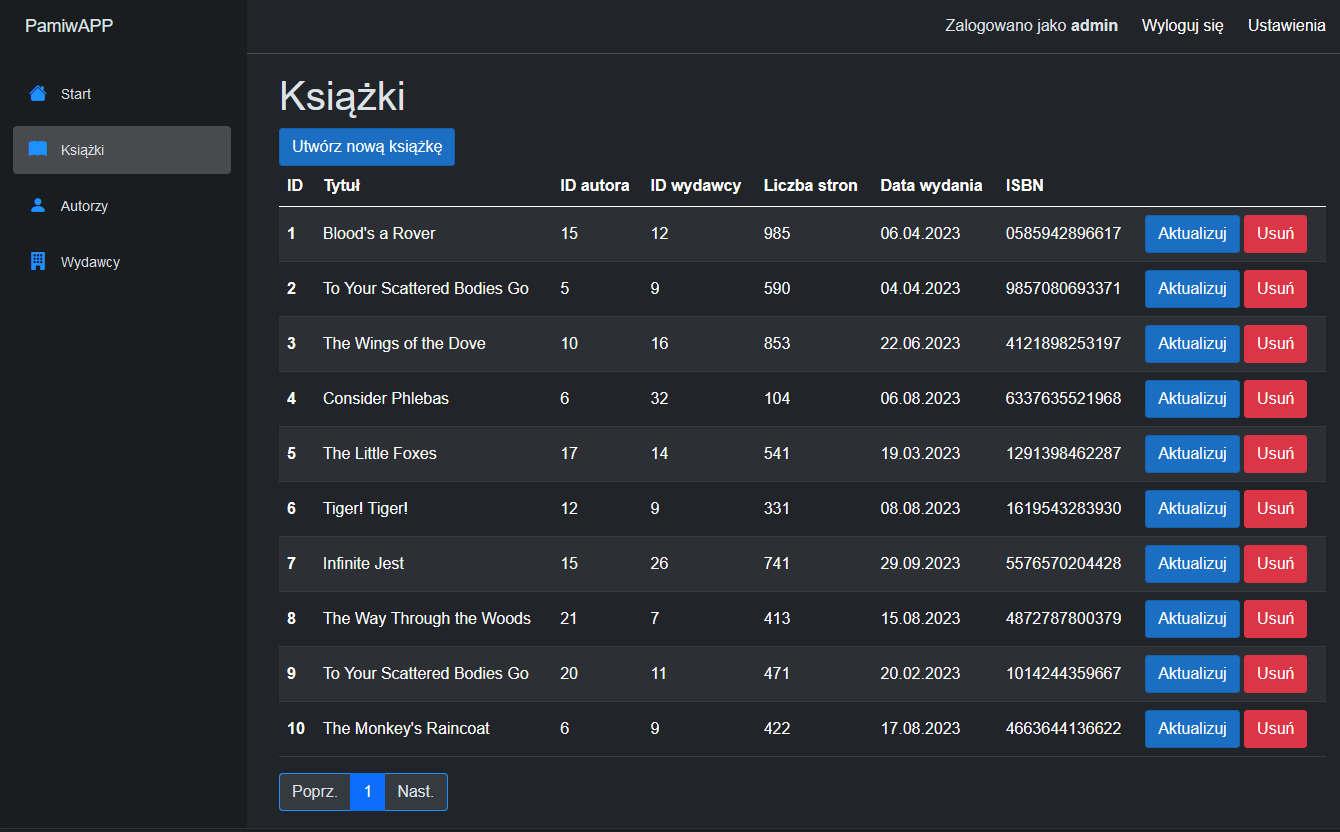 PamiwAPP
Zalogowano jako admin Wyloguj się Ustawienia
Start
Książki
Autorzy
Wydawcy
Książki
Utwórz nową książkę
ID Tytuł ID autora ID wydawcy Liczba stron Data wydania ISBN
1 Blood's a Rover 15 12 985 06.04.2023 0585942896617 Aktualizuj Usuń
2 To Your Scattered Bodies Go 5 9 590 04.04.2023 9857080693371 Aktualizuj Usuń
3 The Wings of the Dove 10 16 853 22.06.2023 4121898253197 Aktualizuj Usuń
4 Consider Phlebas 6 32 104 06.08.2023 6337635521968 Aktualizuj Usuń
5 The Little Foxes 17 14 541 19.03.2023 1291398462287 Aktualizuj Usuń
6 Tiger! Tiger! 12 9 331 08.08.2023 1619543283930 Aktualizuj Usuń
7 Infinite Jest 15 26 741 29.09.2023 5576570204428 Aktualizuj Usuń
8 The Way Through the Woods 21 7 413 15.08.2023 4872787800379 Aktualizuj Usuń
9 To Your Scattered Bodies Go 20 11 471 20.02.2023 1014244359667 Aktualizuj Usuń
10 The Monkey's Raincoat 6 9 422 17.08.2023 4663644136622 Aktualizuj Usuń
Poprz. 1 Nast.